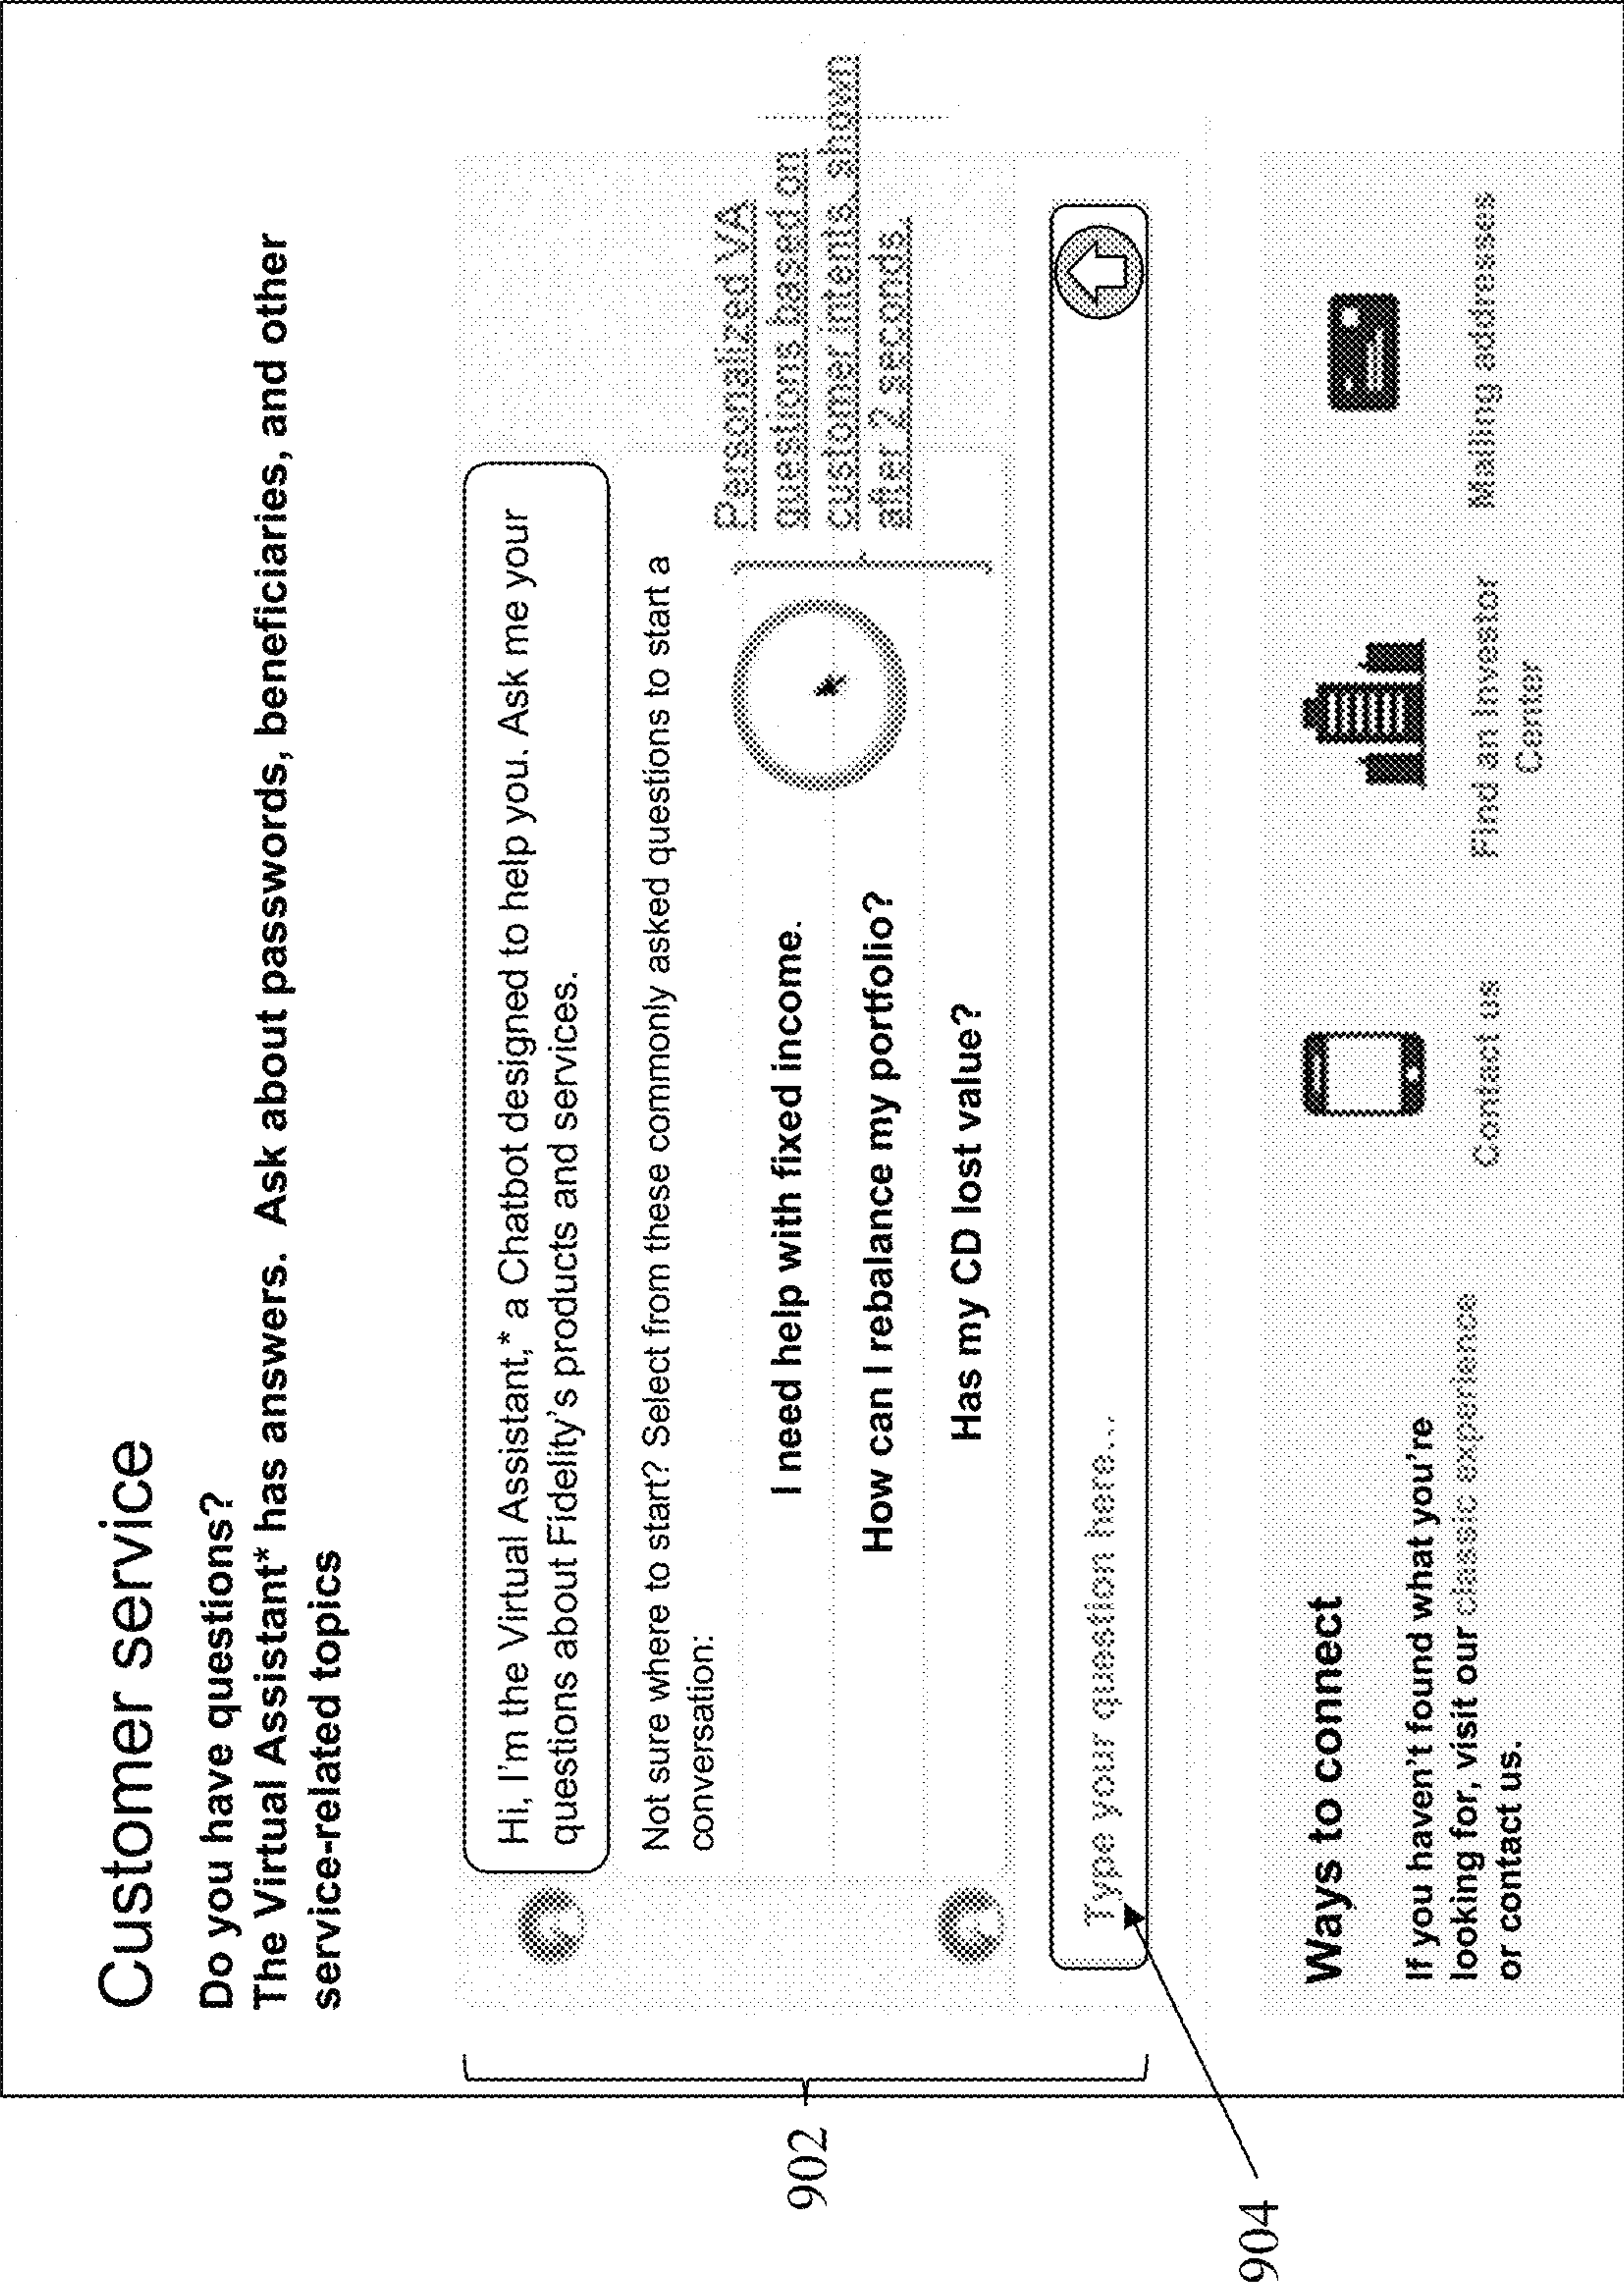 Customer service
Do you have questions?
The Virtual Assistant* has answers. Ask about passwords, beneficiaries, and other
service-related topics
Hi, I'm the Virtual Assistant,* a Chatbot designed to help you. Ask me your
questions about Fidelity's products and services.
Not sure where to start? Select from these commonly asked questions to start a
conversation:
I need help with fixed income.
How can I rebalance my portfolio?
Has my CD lost value?
Personalized VA
questions based on
customer intents, shown
after 2 seconds.
Type your question here...
902
904
Ways to connect
If you haven't found what you're
looking for, visit our classic experience
or contact us.
Contact us
Find an Investor
Center
Mailing addresses